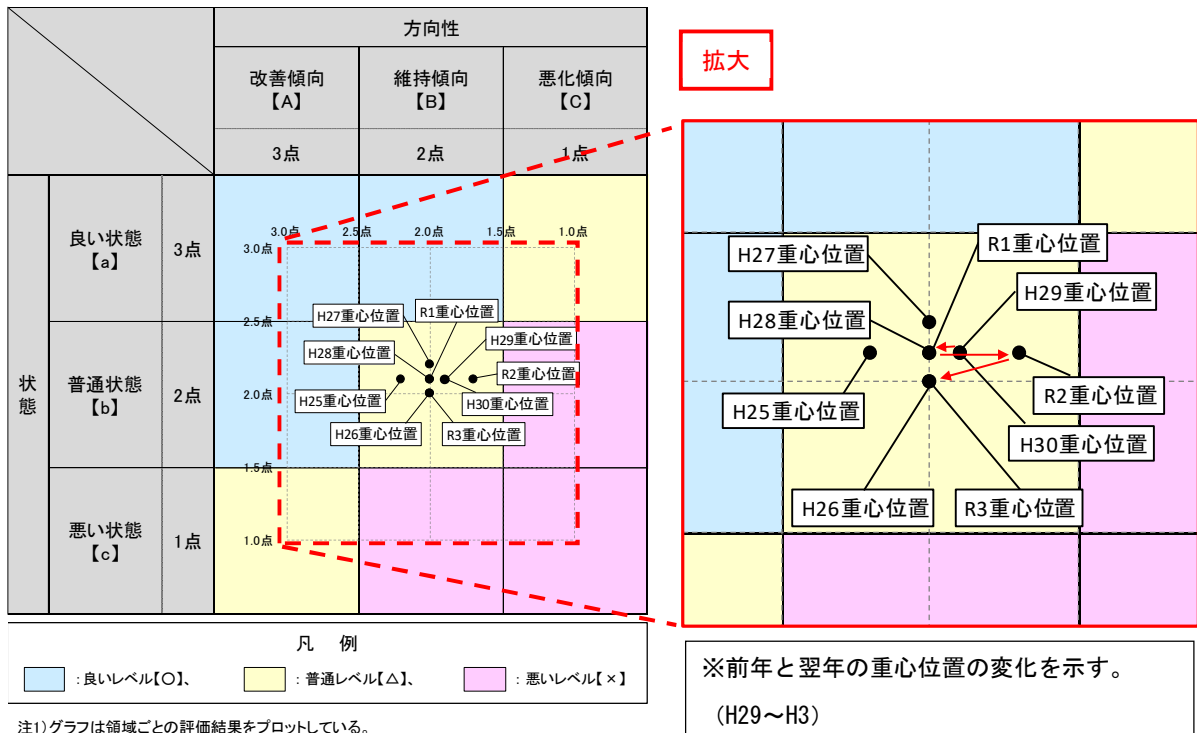 方向性
改善傾向
【A】
維持傾向
【B】
悪化傾向
【C】
3点
2点
1点
状態
良い状態
【a】
3点
普通状態
【b】
2点
悪い状態
【c】
1点
3.0点
2.5点
2.0点
1.5点
1.0点
3.0点
2.5点
2.0点
1.5点
1.0点
H27重心位置
R1重心位置
H28重心位置
H29重心位置
H25重心位置
R2重心位置
H30重心位置
H26重心位置
R3重心位置
凡 例
:良いレベル【〇】、
:普通レベル【△】、
:悪いレベル【×】
注1)グラフは領域ごとの評価結果をプロットしている。
拡大
H27重心位置
R1重心位置
H29重心位置
H28重心位置
H25重心位置
R2重心位置
H30重心位置
H26重心位置
R3重心位置
※前年と翌年の重心位置の変化を示す。
(H29～H3)